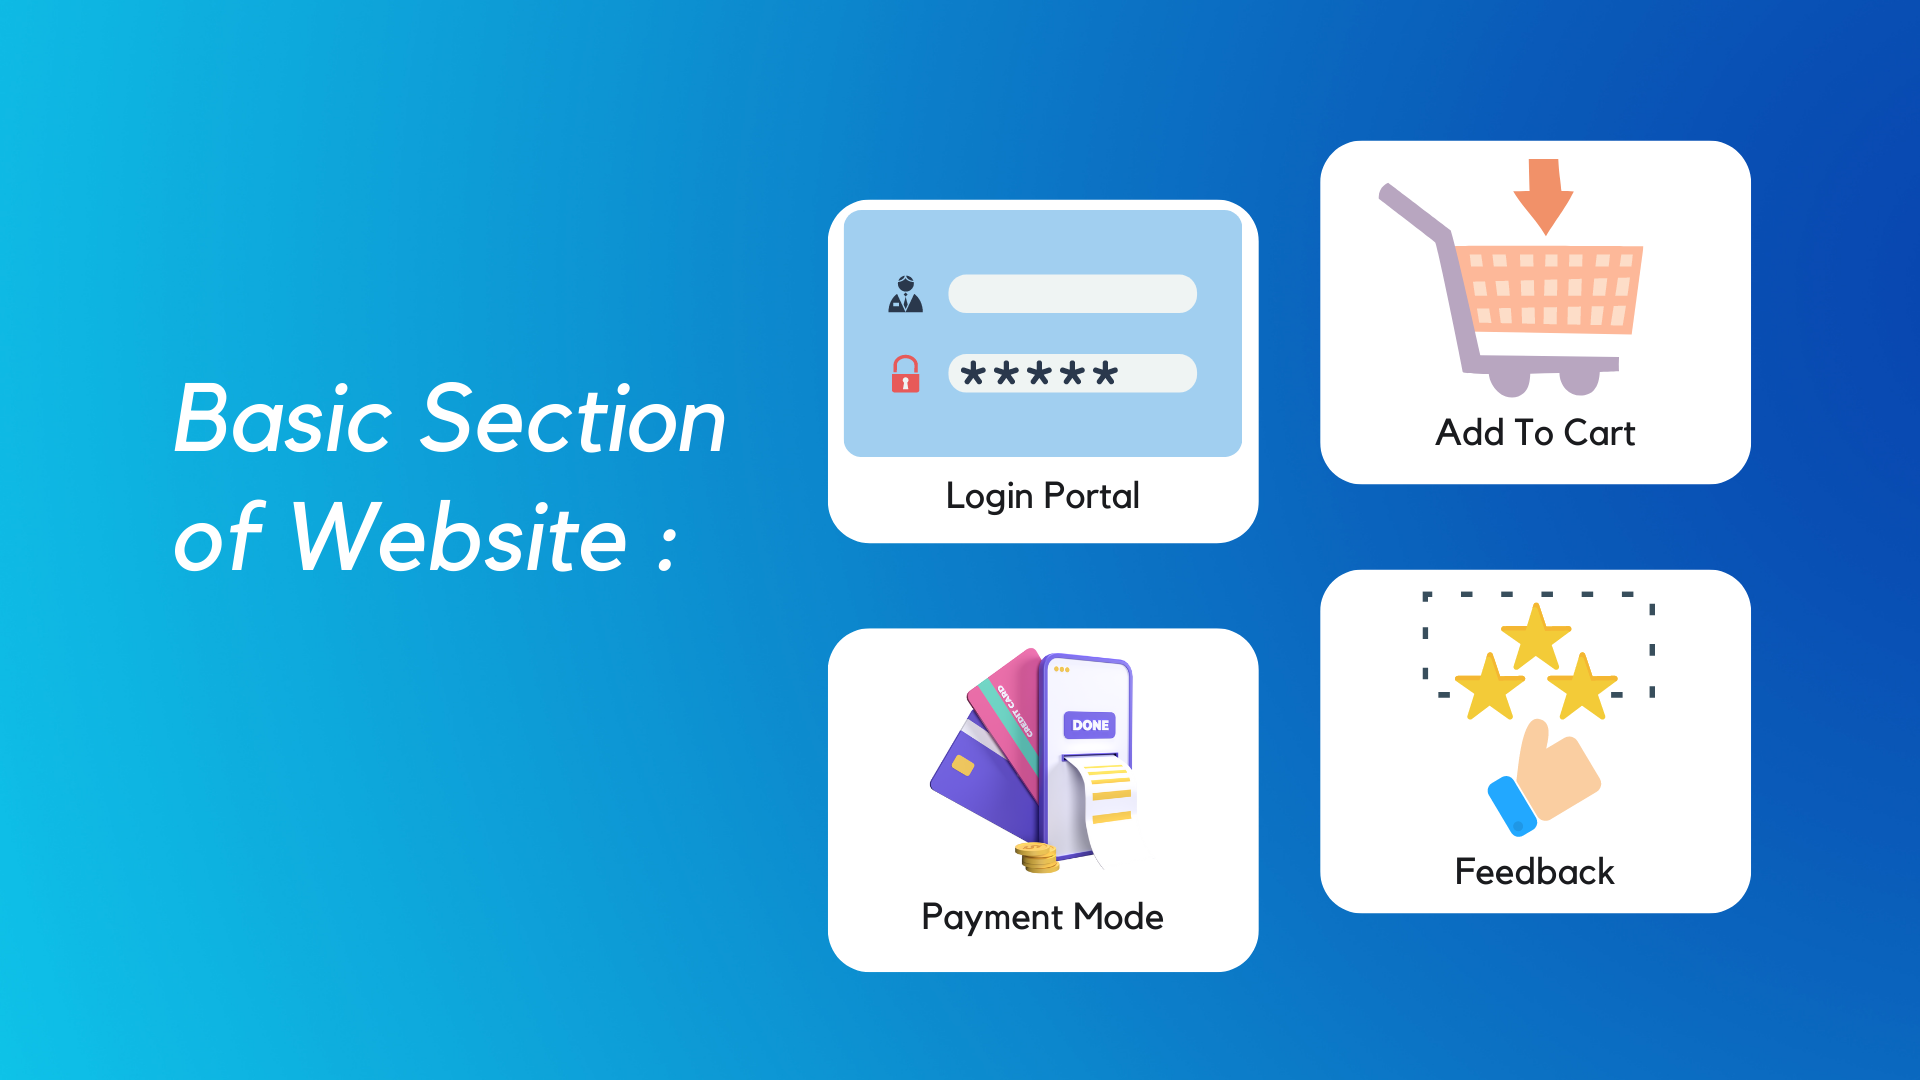 Basic Section
of Website :
*****
Login Portal
Add To Cart
CREDIT CARD
DONE
Payment Mode
Feedback